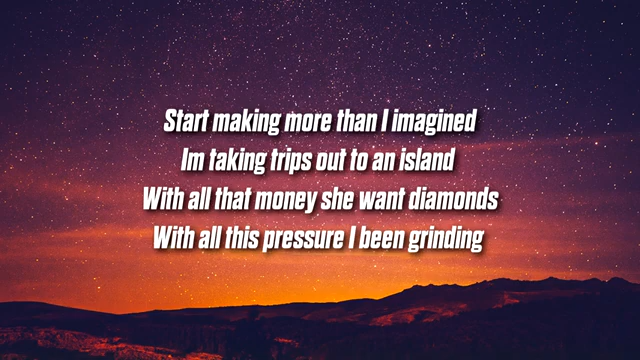 Start making more than I imagined
Im taking trips out to an island
With all that money she want diamonds
With all this pressure I been grinding